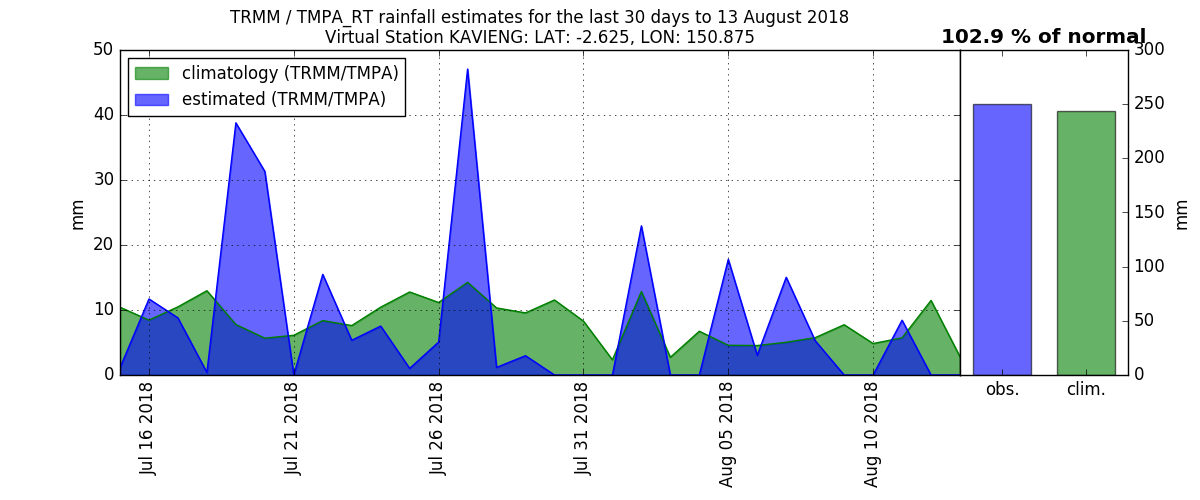 TRMM / TMPA_RT rainfall estimates for the last 30 days to 13 August 2018
Virtual Station KAVIENG: LAT: -2.625, LON: 150.875
102.9 % of normal
climatology (TRMM/TMPA)
estimated (TRMM/TMPA)
50
40
30
20
10
0
mm
Jul 16 2018
Jul 21 2018
Jul 26 2018
Jul 31 2018
Aug 05 2018
Aug 10 2018
300
250
200
150
100
50
0
mm
obs.
clim.